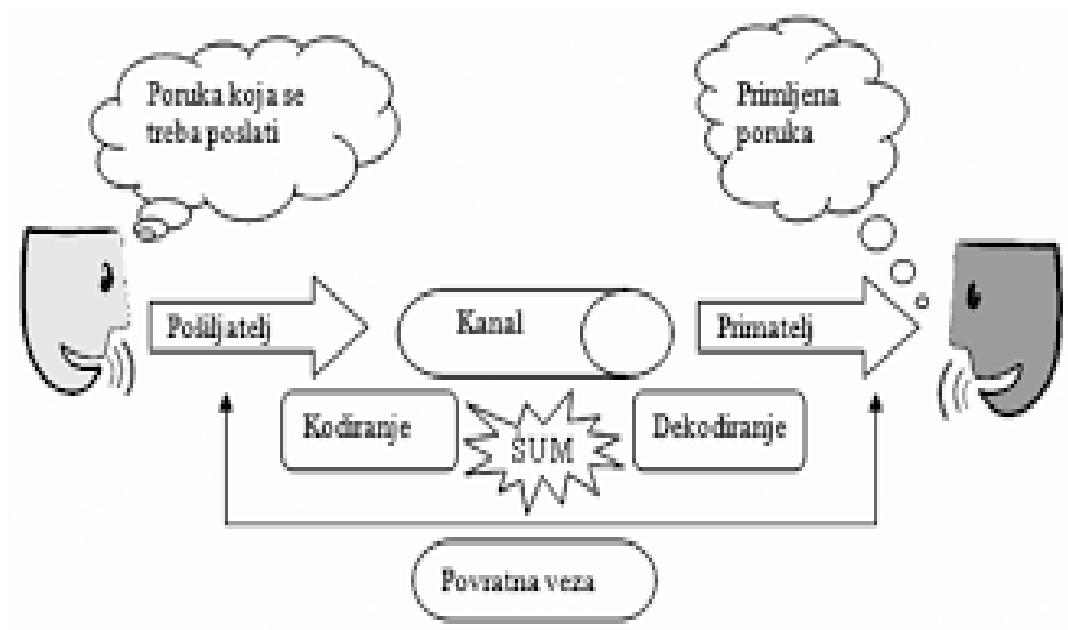 Poruka koja se
treba poslati
Primljena
poruka
Pošiljatelj
Kanal
Primatelj
Kodiranje
SUM
Dekodiranje
Povratna veza